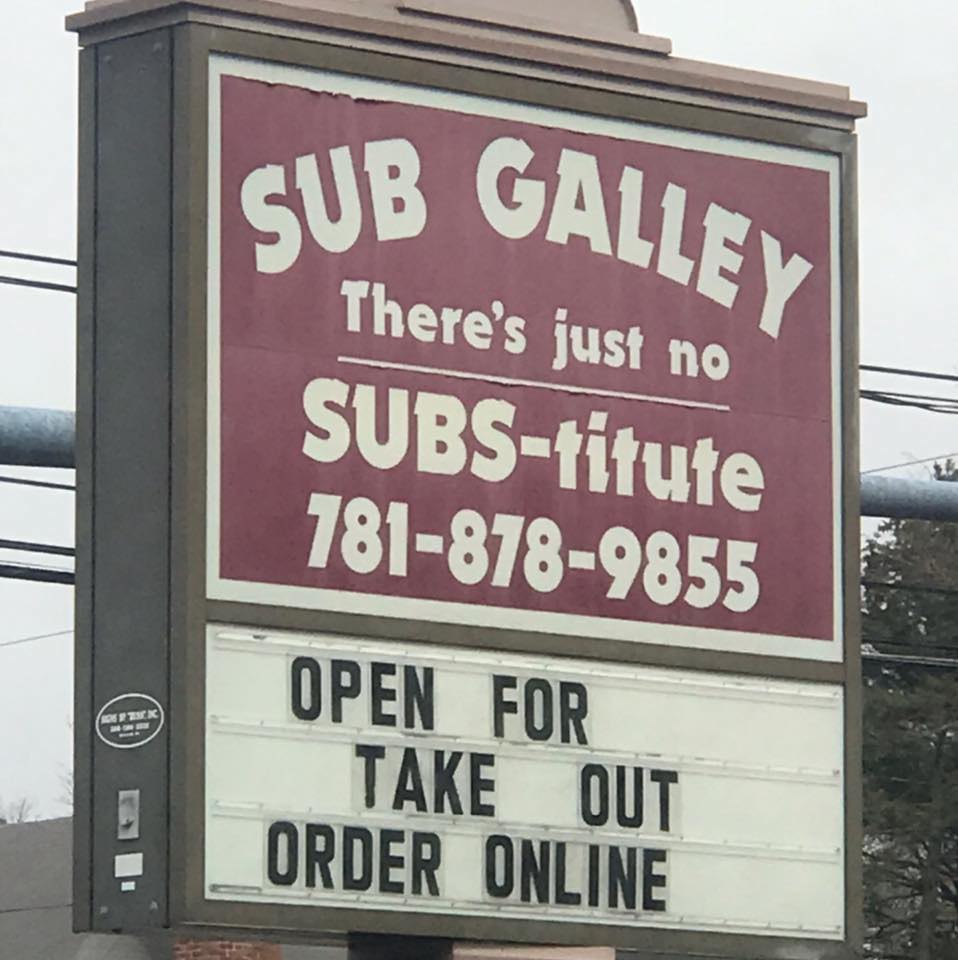 SUB GALLEY
There's just no
SUBS-titute
781-878-9855
OPEN FOR
TAKE OUT
ORDER ONLINE